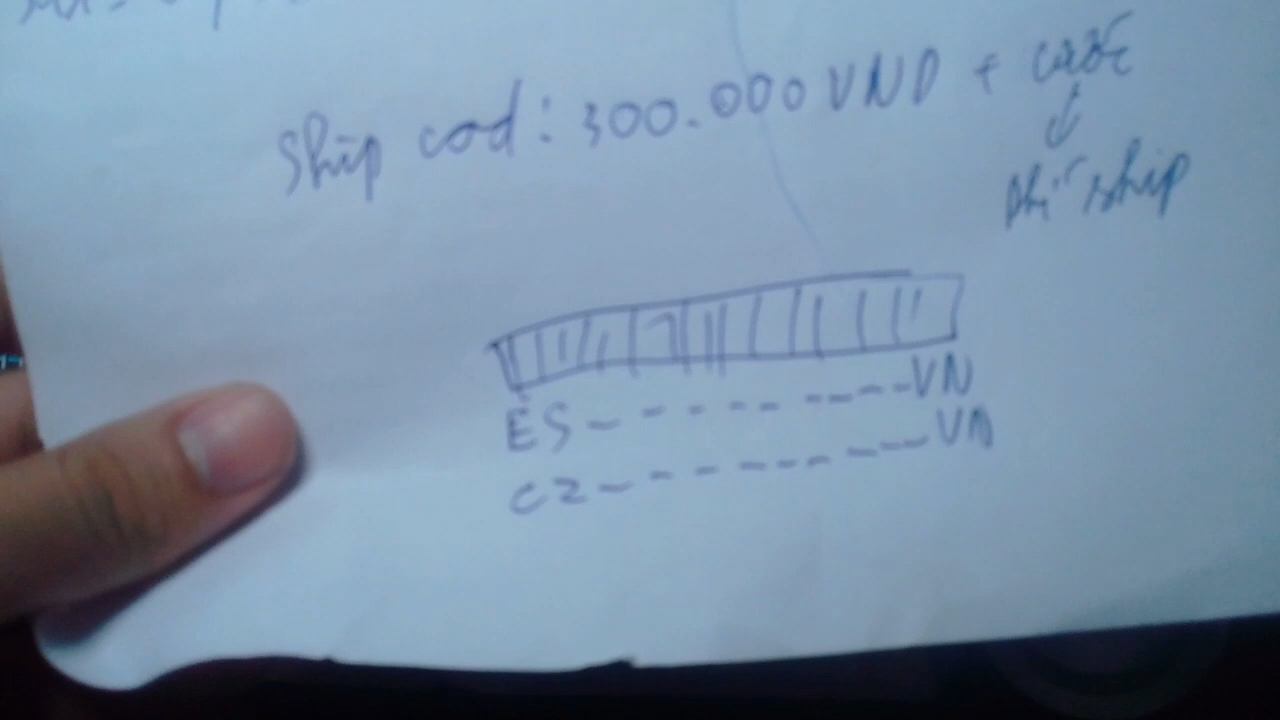 Ship cod: 300.000 VND + cước
↓
phí ship
ES - - - - - - - - VN
CZ - - - - - - - - VN